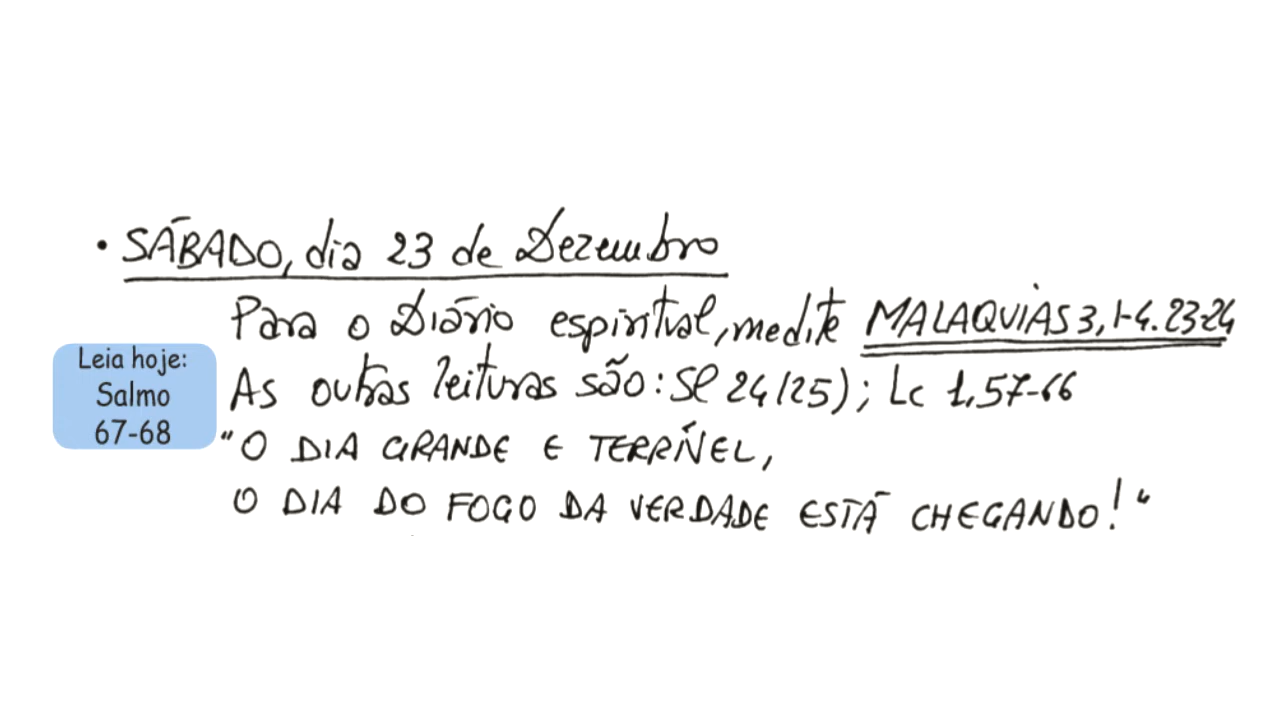 • SÁBADO, dia 23 de Dezembro
Para o Diário espiritual, medite MALAQUIAS 3, 1-4. 23-24
Leia hoje:
Salmo
67-68
As outras leituras são: Sl 24 (25); Lc 1, 57-66
"O DIA GRANDE E TERRÍVEL,
O DIA DO FOGO DA VERDADE ESTÁ CHEGANDO!"